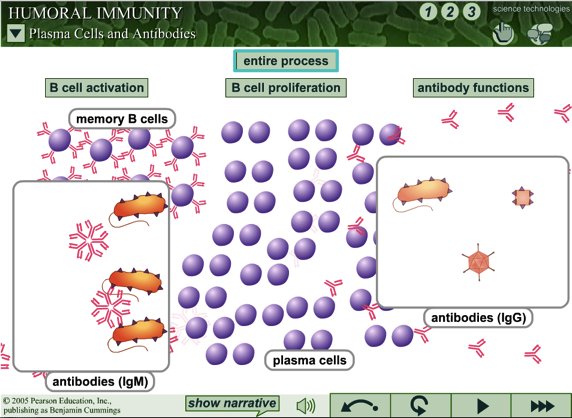 HUMORAL IMMUNITY
Plasma Cells and Antibodies
1 2 3
science technologies
entire process
B cell activation
B cell proliferation
antibody functions
memory B cells
antibodies (IgG)
plasma cells
antibodies (IgM)
© 2005 Pearson Education, Inc.,
publishing as Benjamin Cummings
show narrative